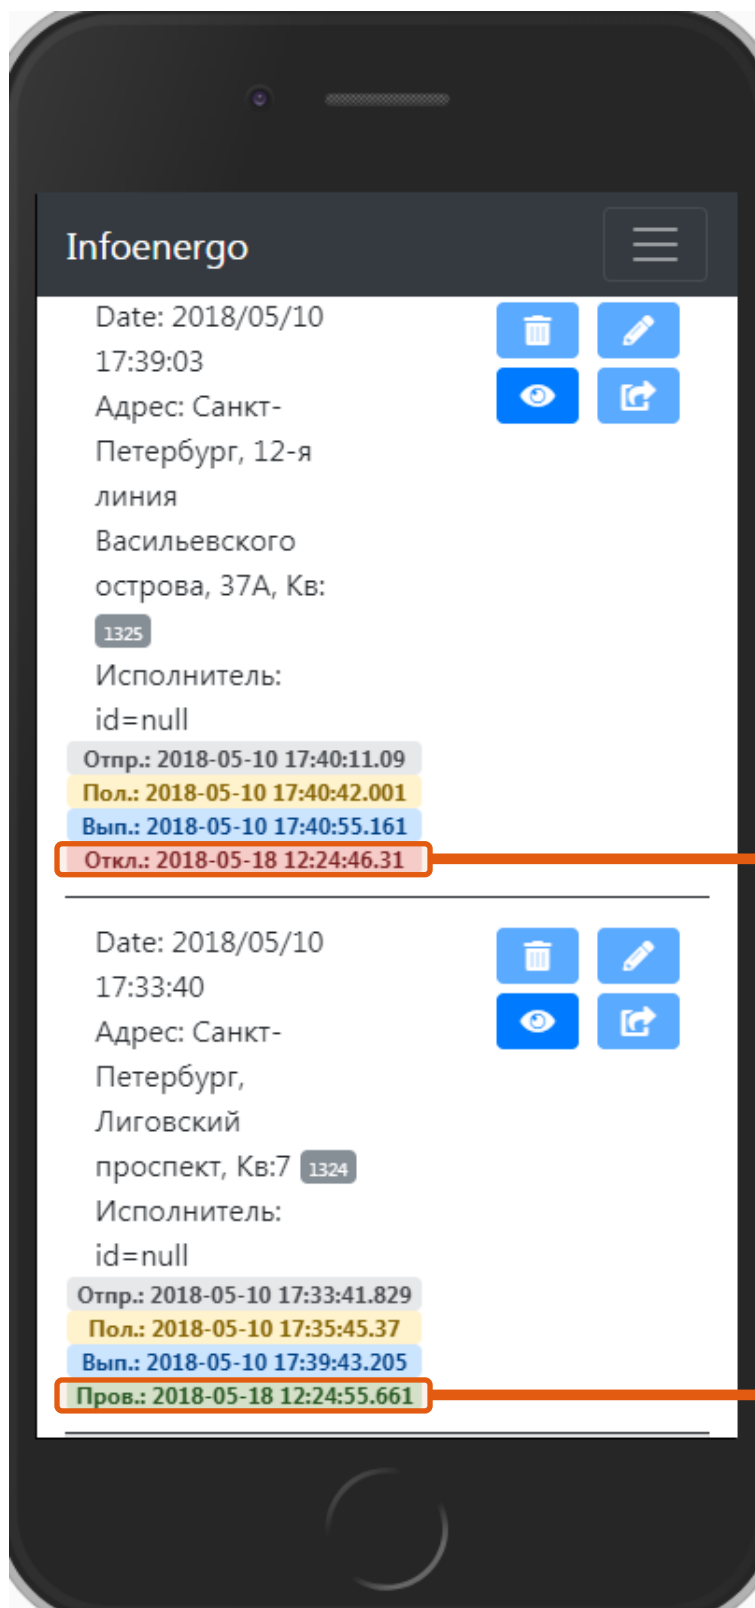 Infoenergo
Date: 2018/05/10
17:39:03
Адрес: Санкт-
Петербург, 12-я
линия
Васильевского
острова, 37А, Кв:
1325
Исполнитель:
id=null
Отпр.: 2018-05-10 17:40:11.09
Пол.: 2018-05-10 17:40:42.001
Вып.: 2018-05-10 17:40:55.161
Откл.: 2018-05-18 12:24:46.31
Date: 2018/05/10
17:33:40
Адрес: Санкт-
Петербург,
Лиговский
проспект, Кв:7 1324
Исполнитель:
id=null
Отпр.: 2018-05-10 17:33:41.829
Пол.: 2018-05-10 17:35:45.37
Вып.: 2018-05-10 17:39:43.205
Пров.: 2018-05-18 12:24:55.661